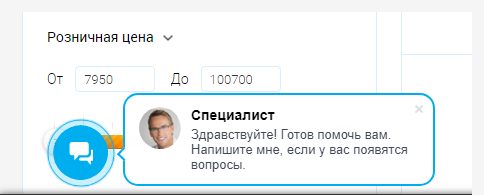 Розничная цена
От 7950 До 100700
Специалист
Здравствуйте! Готов помочь вам.
Напишите мне, если у вас появятся
вопросы.